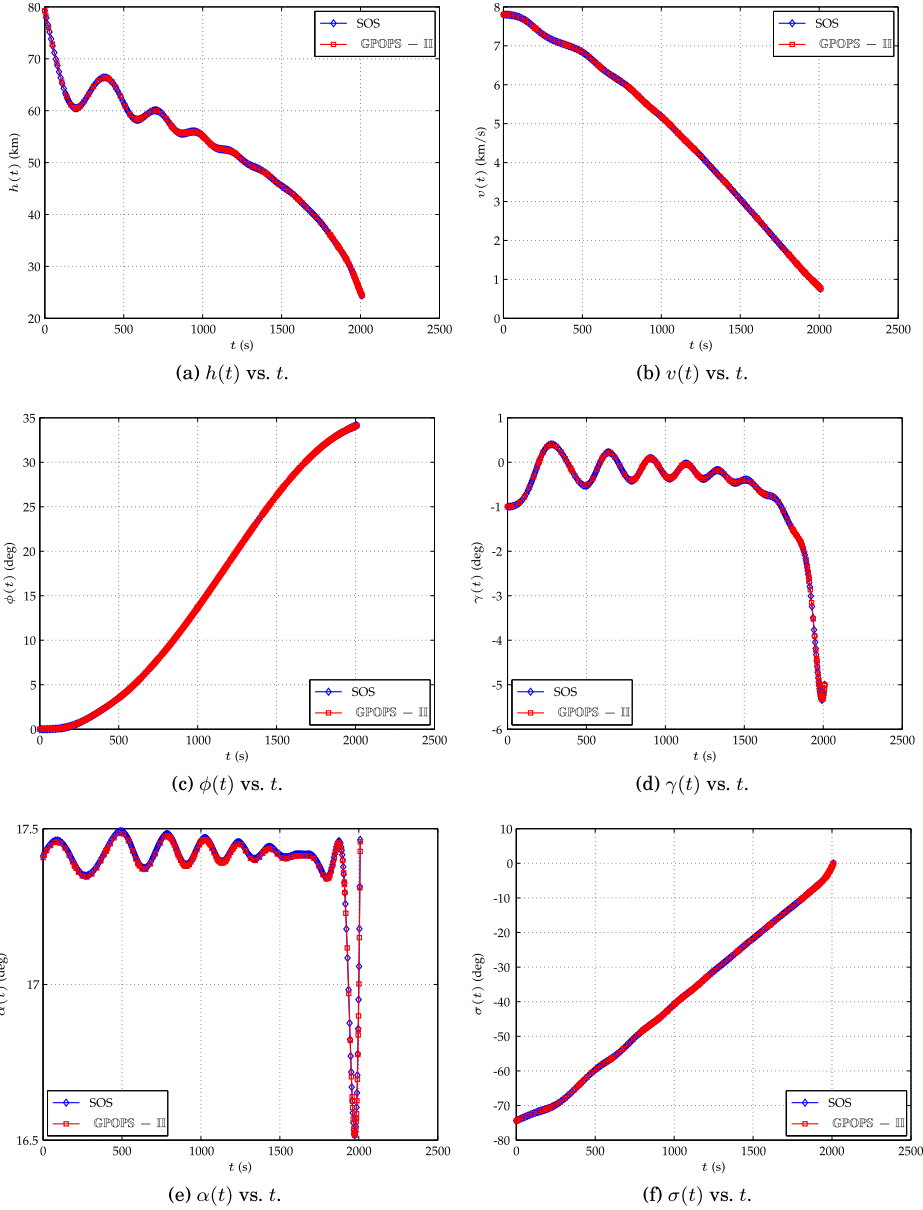 80
70
60
50
40
30
20
h(t) (km)
0 500 1000 1500 2000 2500
t (s)
SOS
GPOPS − II
(a) h(t) vs. t.
8
7
6
5
4
3
2
1
0
v(t) (km/s)
0 500 1000 1500 2000 2500
t (s)
SOS
GPOPS − II
(b) v(t) vs. t.
35
30
25
20
15
10
5
0
ϕ(t) (deg)
0 500 1000 1500 2000 2500
t (s)
SOS
GPOPS − II
(c) ϕ(t) vs. t.
1
0
-1
-2
-3
-4
-5
-6
γ(t) (deg)
0 500 1000 1500 2000 2500
t (s)
SOS
GPOPS − II
(d) γ(t) vs. t.
17.5
17
16.5
α(t) (deg)
0 500 1000 1500 2000 2500
t (s)
SOS
GPOPS − II
(e) α(t) vs. t.
10
0
-10
-20
-30
-40
-50
-60
-70
-80
σ(t) (deg)
0 500 1000 1500 2000 2500
t (s)
SOS
GPOPS − II
(f) σ(t) vs. t.